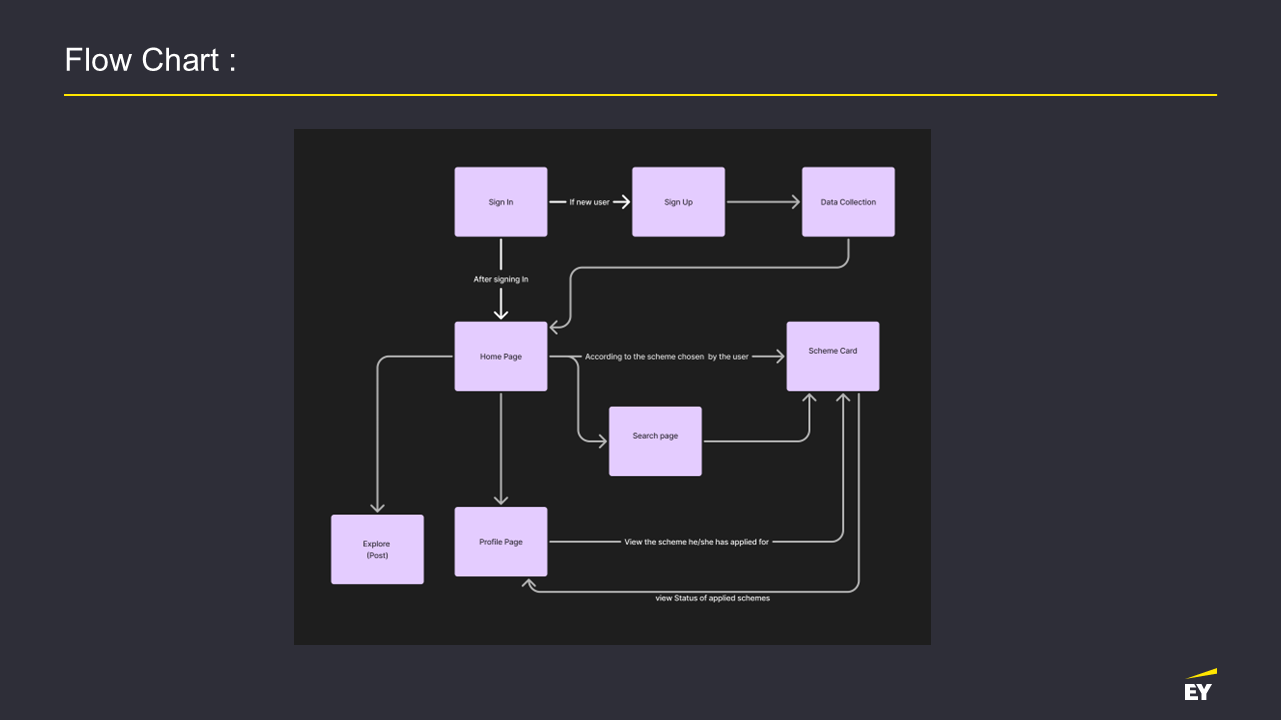 Flow Chart :
Sign In
If new user
Sign Up
Data Collection
After signing In
Home Page
According to the scheme chosen  by the user
Scheme Card
Search page
Explore
(Post)
Profile Page
View the scheme he/she has applied for
view Status of applied schemes
EY